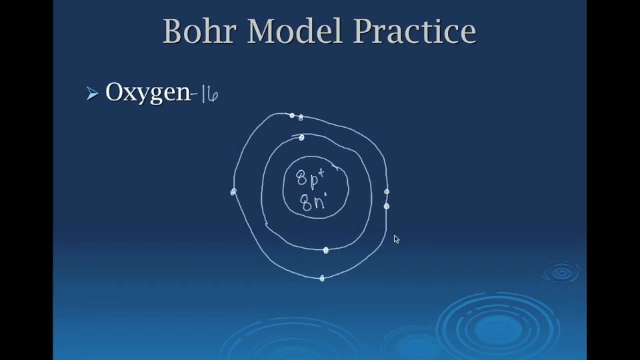 Bohr Model Practice
Oxygen-16
8p⁺
8n°